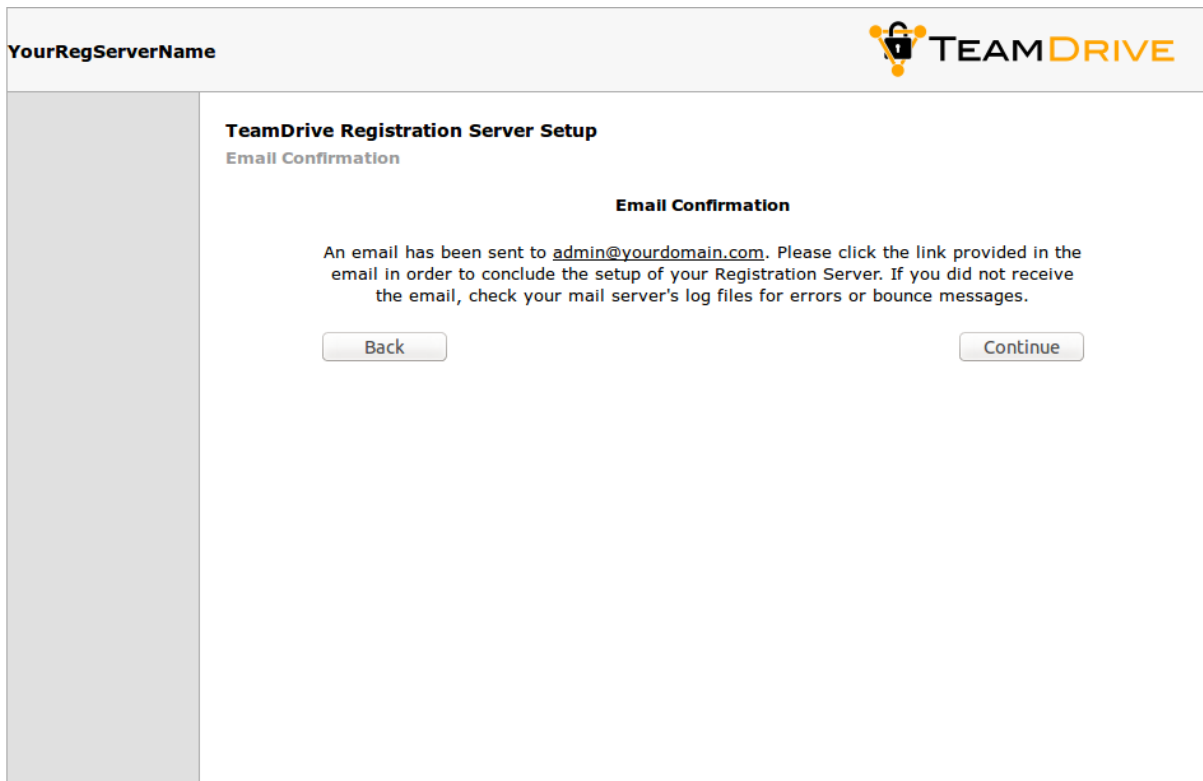 YourRegServerName
TEAMDRIVE
TeamDrive Registration Server Setup
Email Confirmation
Email Confirmation
An email has been sent to admin@yourdomain.com. Please click the link provided in the
email in order to conclude the setup of your Registration Server. If you did not receive
the email, check your mail server's log files for errors or bounce messages.
Back
Continue